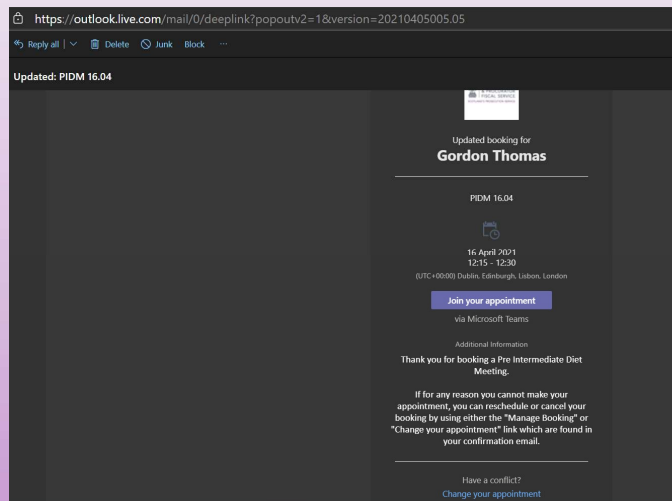 https://outlook.live.com/mail/0/deeplink?popoutv2=1&version=20210405005.05
Reply all | Delete Junk Block ...
Updated: PIDM 16.04
& PROCURATOR
FISCAL SERVICE
Updated booking for
Gordon Thomas
PIDM 16.04
16 April 2021
12:15 - 12:30
(UTC+00:00) Dublin, Edinburgh, Lisbon, London
Join your appointment
via Microsoft Teams
Additional Information
Thank you for booking a Pre Intermediate Diet
Meeting.
If for any reason you cannot make your
appointment, you can reschedule or cancel your
booking by using either the "Manage Booking" or
"Change your appointment" link which are found in
your confirmation email.
Have a conflict?
Change your appointment